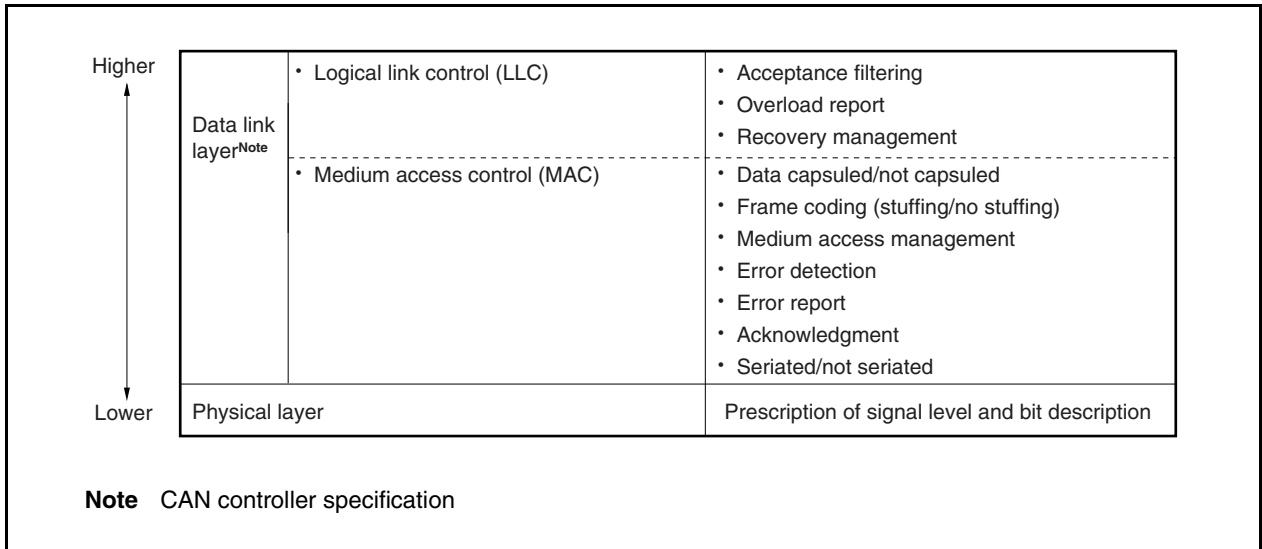 Higher
Data link
layerNote
• Logical link control (LLC)
• Acceptance filtering
• Overload report
• Recovery management
• Medium access control (MAC)
• Data capsuled/not capsuled
• Frame coding (stuffing/no stuffing)
• Medium access management
• Error detection
• Error report
• Acknowledgment
• Seriated/not seriated
Lower
Physical layer
Prescription of signal level and bit description
Note CAN controller specification